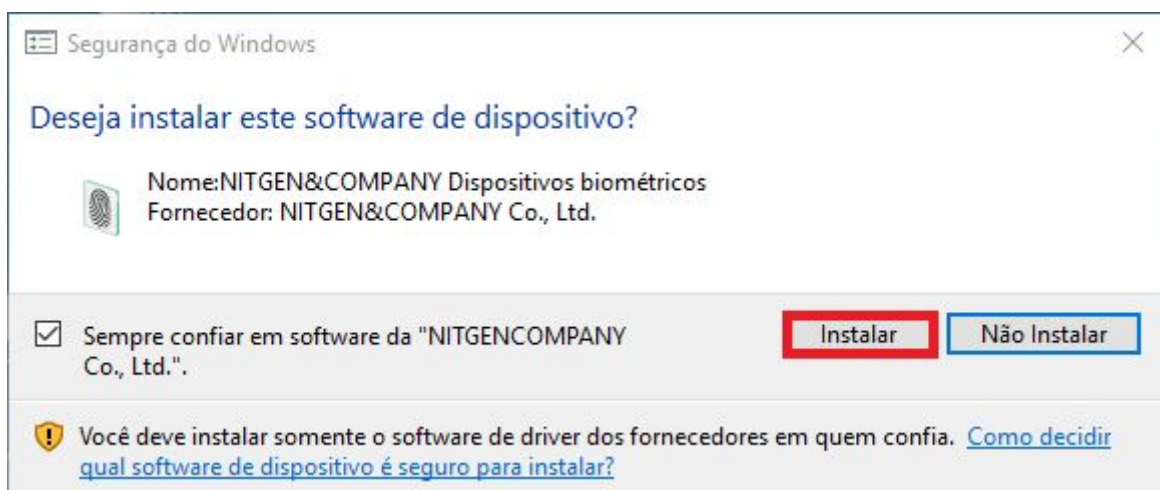 Segurança do Windows
Deseja instalar este software de dispositivo?
Nome:NITGEN&COMPANY Dispositivos biométricos
Fornecedor: NITGEN&COMPANY Co., Ltd.
Sempre confiar em software da "NITGENCOMPANY
Co., Ltd.".
Instalar
Não Instalar
Você deve instalar somente o software de driver dos fornecedores em quem confia. Como decidir
qual software de dispositivo é seguro para instalar?